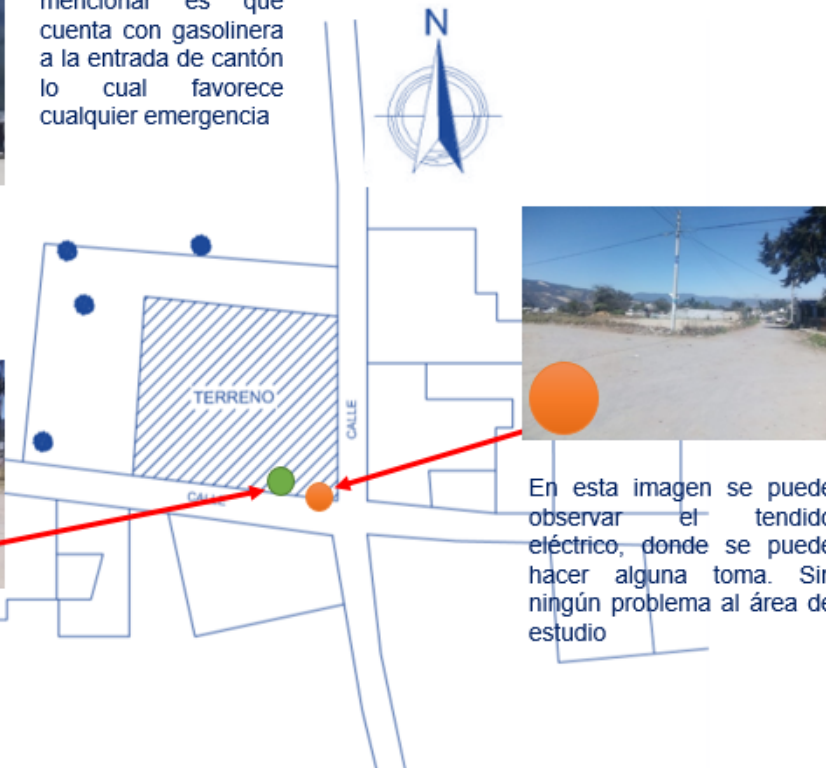 mencionar es que
cuenta con gasolinera
a la entrada de cantón
lo cual favorece
cualquier emergencia
N
TERRENO
CALLE
CALLE
En esta imagen se puede
observar el tendido
eléctrico, donde se puede
hacer alguna toma. Sin
ningún problema al área de
estudio